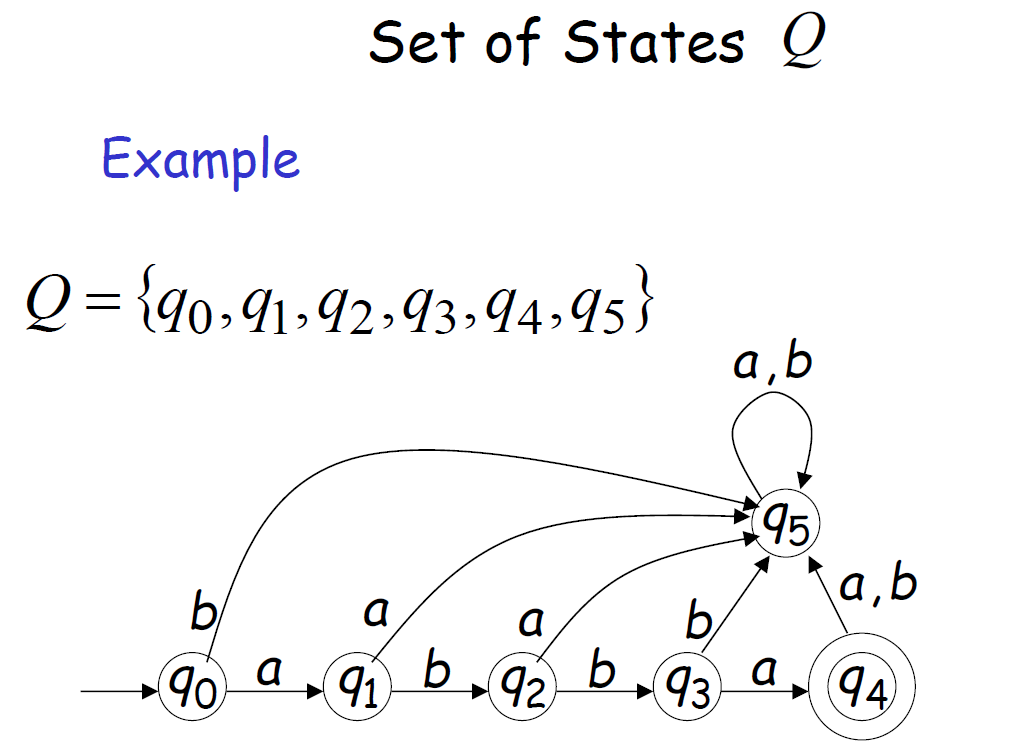 Set of States Q
Example
Q = {q0, q1, q2, q3, q4, q5}
a,b
q5
b a a b a,b
q0 a q1 b q2 b q3 a q4